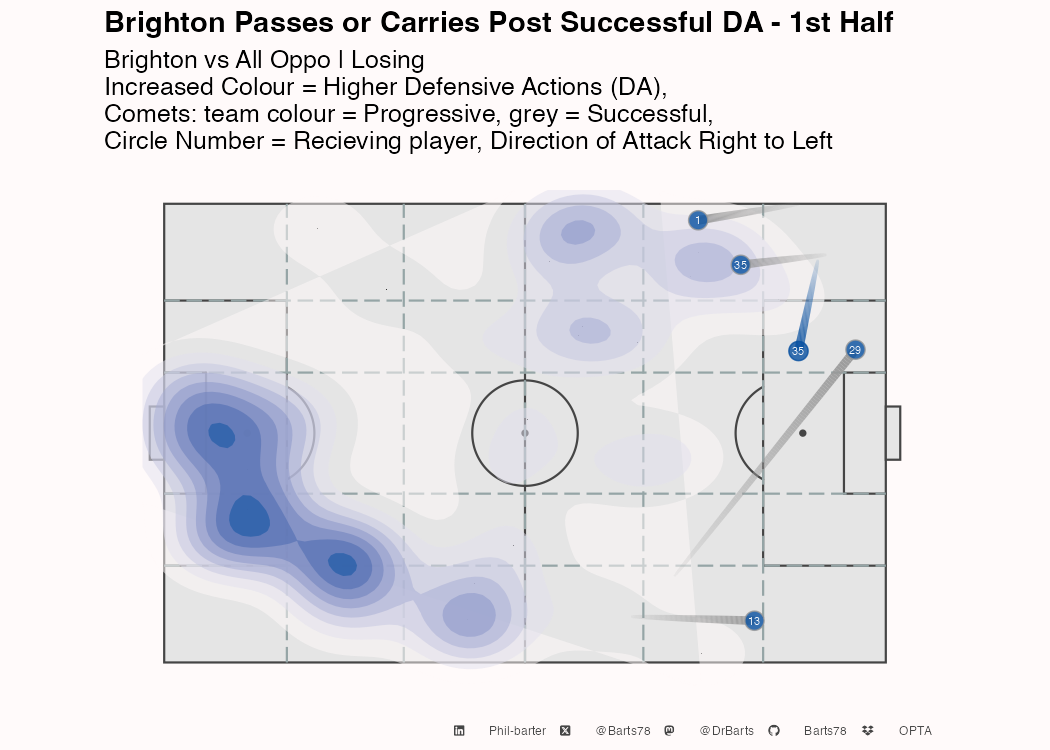 Brighton Passes or Carries Post Successful DA - 1st Half
Brighton vs All Oppo | Losing
Increased Colour = Higher Defensive Actions (DA),
Comets: team colour = Progressive, grey = Successful,
Circle Number = Recieving player, Direction of Attack Right to Left
1
35
35
29
13
Phil-barter @Barts78 @DrBarts Barts78 OPTA